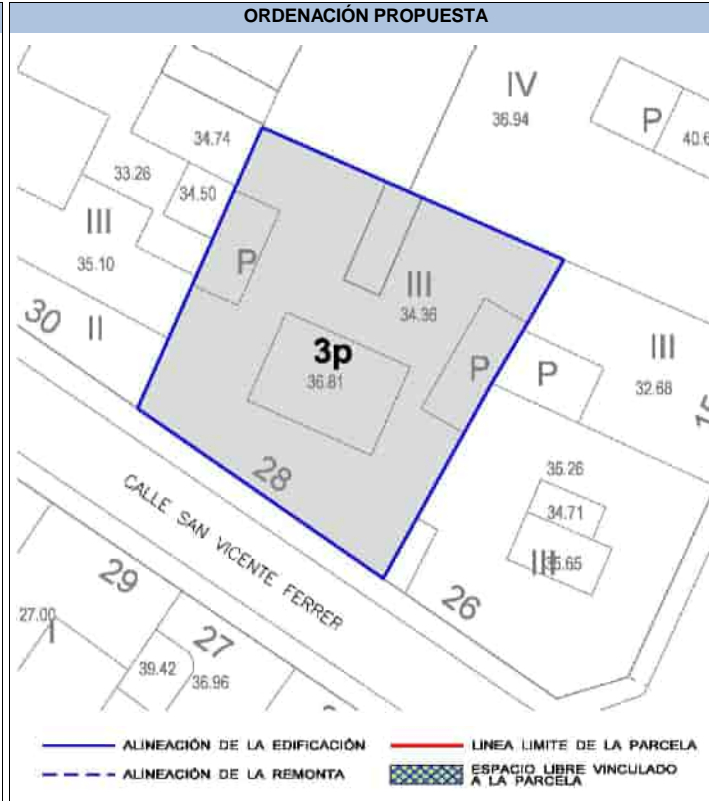 ORDENACIÓN PROPUESTA
IV
36.94
P
34.74
33.26
34.50
III
35.10
P
III
34.36
30
II
3p
36.81
P
P
III
32.68
15
28
35.26
34.71
III
35.65
CALLE SAN VICENTE FERRER
26
29
27.00
I
27
39.42
36.96
ALINEACIÓN DE LA EDIFICACIÓN
LINEA LIMITE DE LA PARCELA
ALINEACIÓN DE LA REMONTA
ESPACIO LIBRE VINCULADO
A LA PARCELA